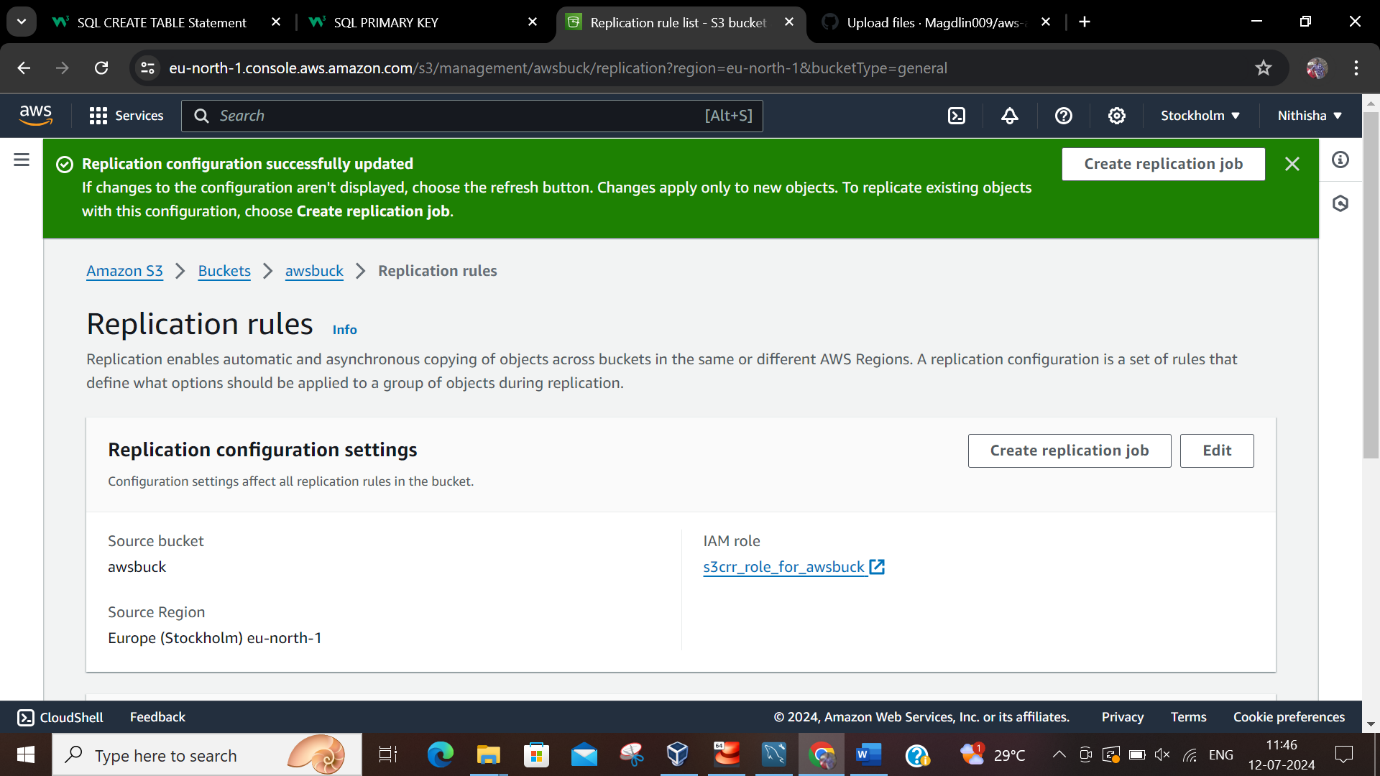 SQL CREATE TABLE Statement
SQL PRIMARY KEY
Replication rule list - S3 bucket
Upload files · Magdlin009/aws-
eu-north-1.console.aws.amazon.com/s3/management/awsbuck/replication?region=eu-north-1&bucketType=general
aws
Services
Search
[Alt+S]
Stockholm
Nithisha
Replication configuration successfully updated
If changes to the configuration aren't displayed, choose the refresh button. Changes apply only to new objects. To replicate existing objects
with this configuration, choose Create replication job.
Create replication job
Amazon S3
Buckets
awsbuck
Replication rules
Replication rules
Info
Replication enables automatic and asynchronous copying of objects across buckets in the same or different AWS Regions. A replication configuration is a set of rules that
define what options should be applied to a group of objects during replication.
Replication configuration settings
Create replication job
Edit
Configuration settings affect all replication rules in the bucket.
Source bucket
awsbuck
IAM role
s3crr_role_for_awsbuck
Source Region
Europe (Stockholm) eu-north-1
CloudShell
Feedback
© 2024, Amazon Web Services, Inc. or its affiliates.
Privacy
Terms
Cookie preferences
Type here to search
64
1
29°C
ENG
11:46
12-07-2024